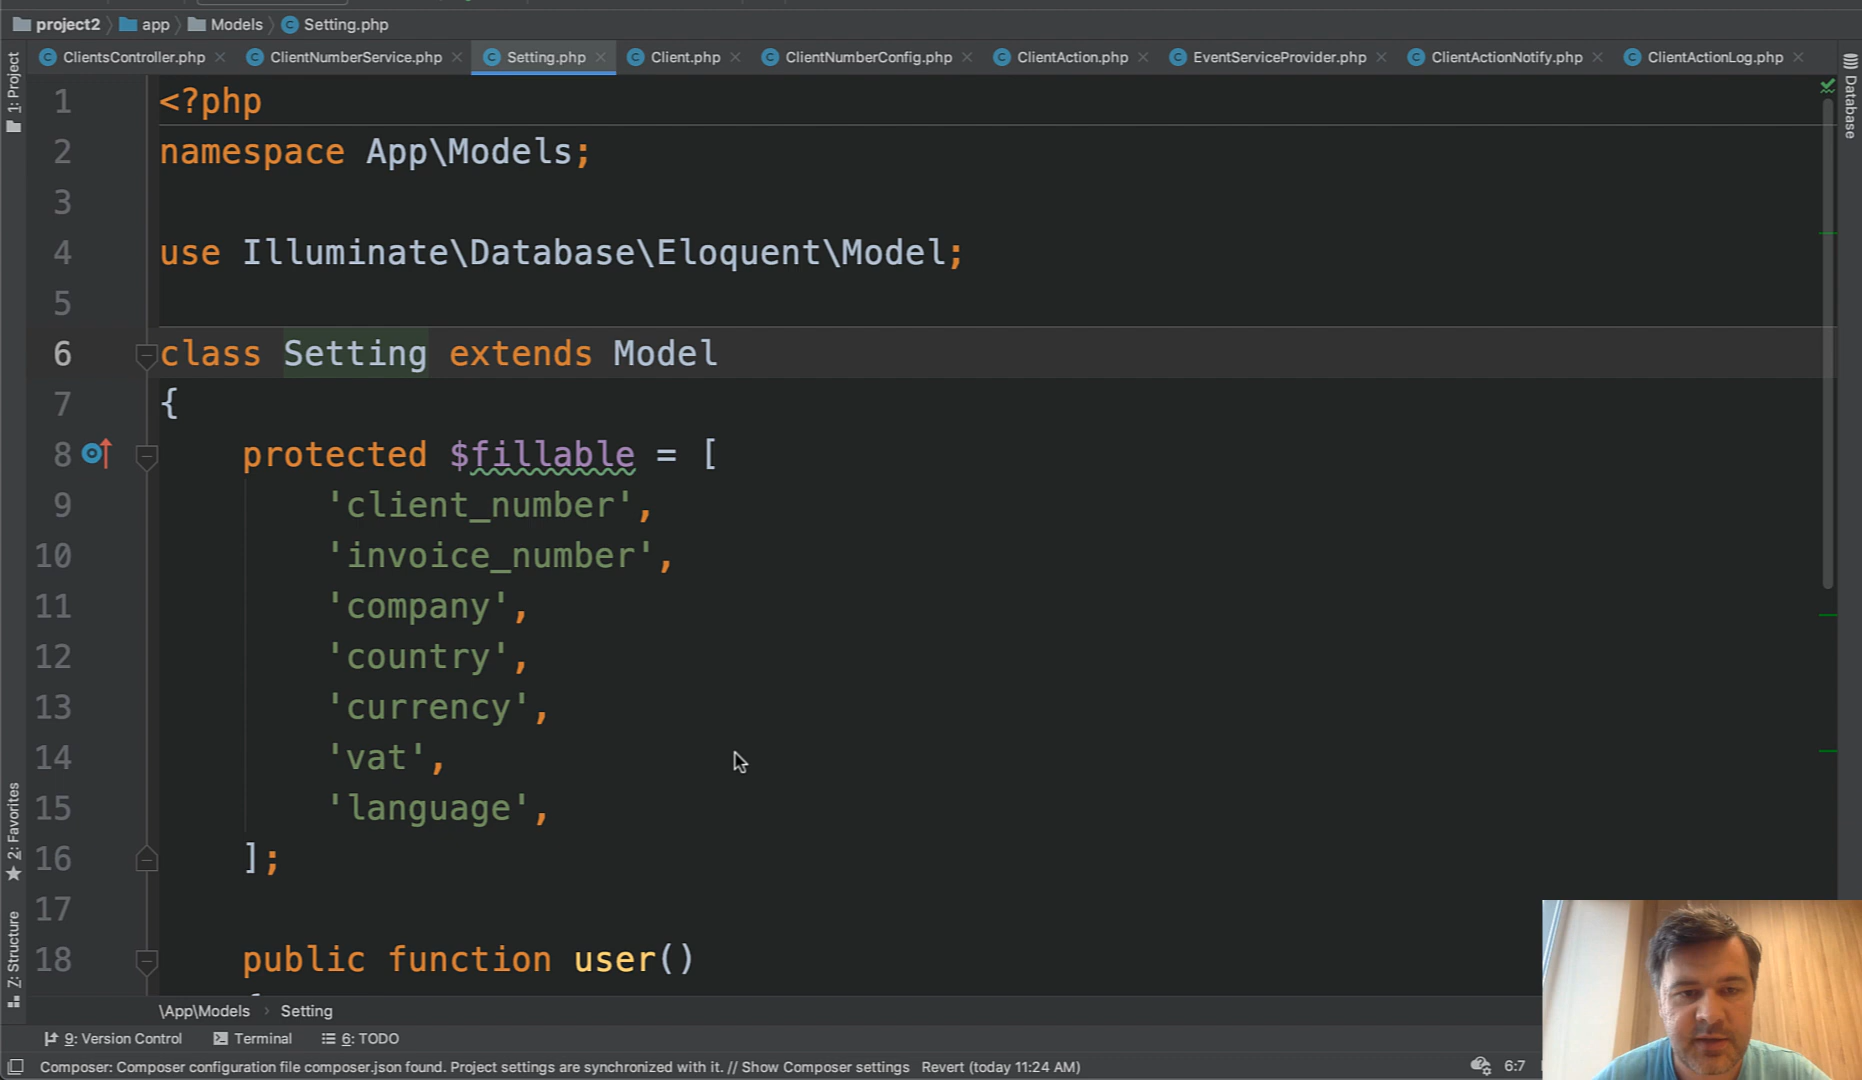 project2 app Models Setting.php
ClientsController.php ClientNumberService.php Setting.php Client.php ClientNumberConfig.php ClientAction.php EventServiceProvider.php ClientActionNotify.php ClientActionLog.php
1: Project
Database
1 <?php
2 namespace App\Models;
3
4 use Illuminate\Database\Eloquent\Model;
5
6 class Setting extends Model
7 {
8 protected $fillable = [
9 'client_number',
10 'invoice_number',
11 'company',
12 'country',
13 'currency',
14 'vat',
15 'language',
16 ];
17
18 public function user()
2: Favorites
Z: Structure
\App\Models Setting
9: Version Control Terminal 6: TODO
Composer: Composer configuration file composer.json found. Project settings are synchronized with it. // Show Composer settings Revert (today 11:24 AM) 6:7